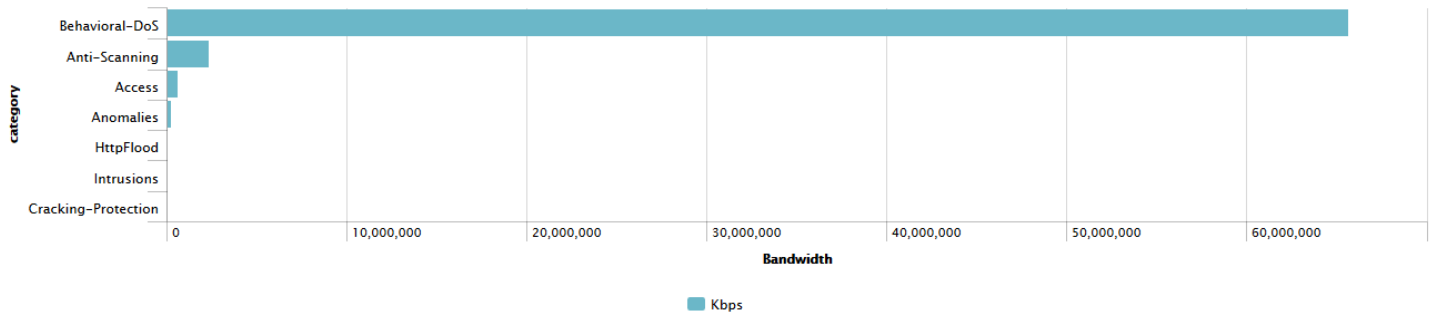 Behavioral-DoS
Anti-Scanning
Access
Anomalies
HttpFlood
Intrusions
Cracking-Protection
category
0 10,000,000 20,000,000 30,000,000 40,000,000 50,000,000 60,000,000
Bandwidth
Kbps